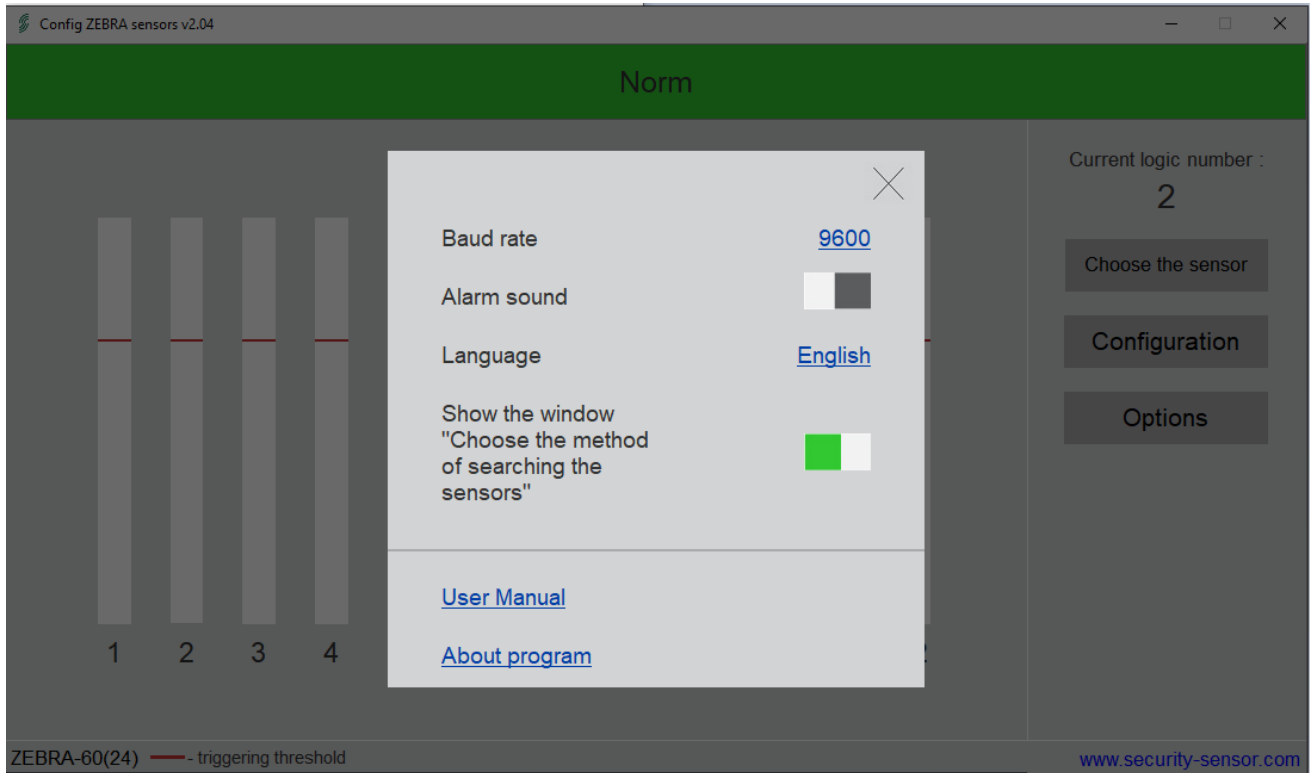 Config ZEBRA sensors v2.04
Norm
Current logic number :
2
Choose the sensor
Configuration
Options
Baud rate
9600
Alarm sound
Language
English
Show the window
"Choose the method
of searching the
sensors"
User Manual
About program
1 2 3 4
ZEBRA-60(24) - triggering threshold
www.security-sensor.com